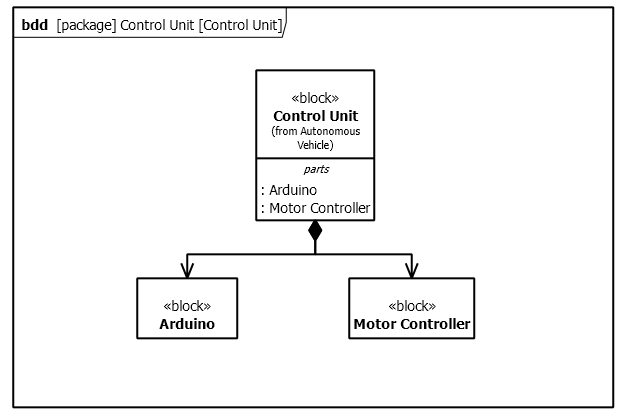 bdd [package] Control Unit [Control Unit]
«block»
Control Unit
(from Autonomous
Vehicle)
parts
: Arduino
: Motor Controller
«block»
Arduino
«block»
Motor Controller